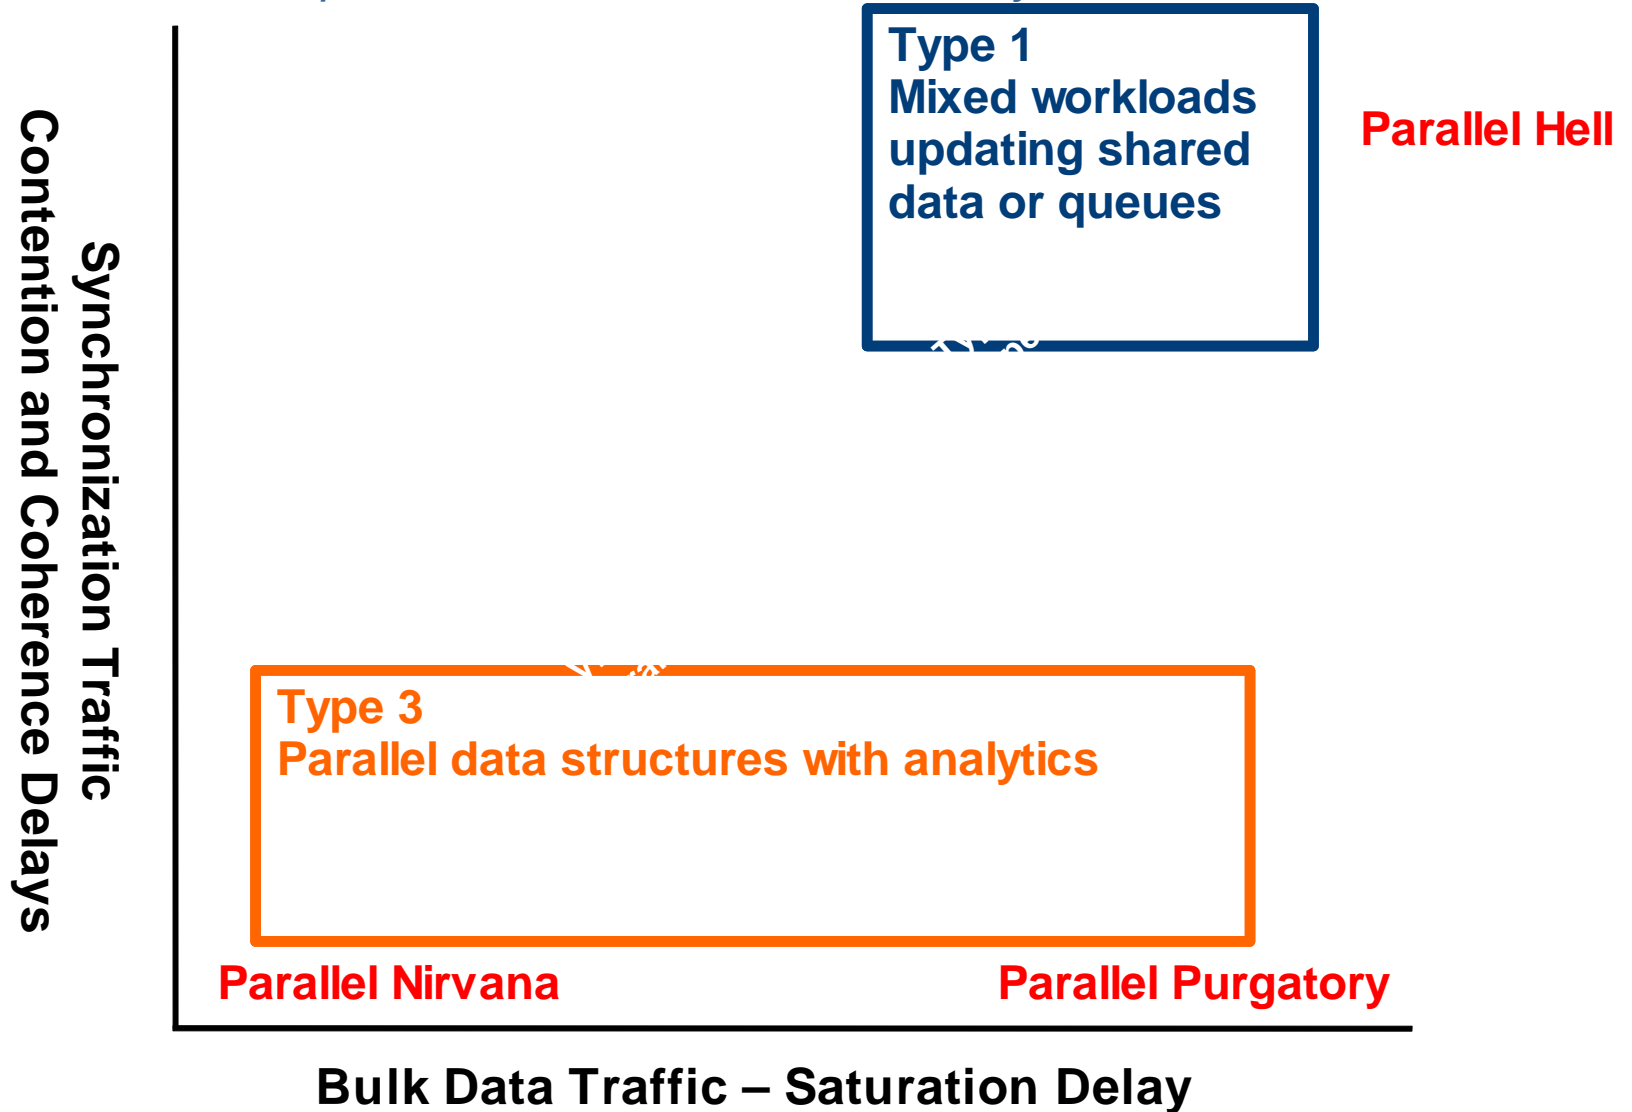 Type 1
Mixed workloads
updating shared
data or queues
Parallel Hell
Synchronization Traffic
Contention and Coherence Delays
Type 3
Parallel data structures with analytics
Parallel Nirvana
Parallel Purgatory
Bulk Data Traffic – Saturation Delay